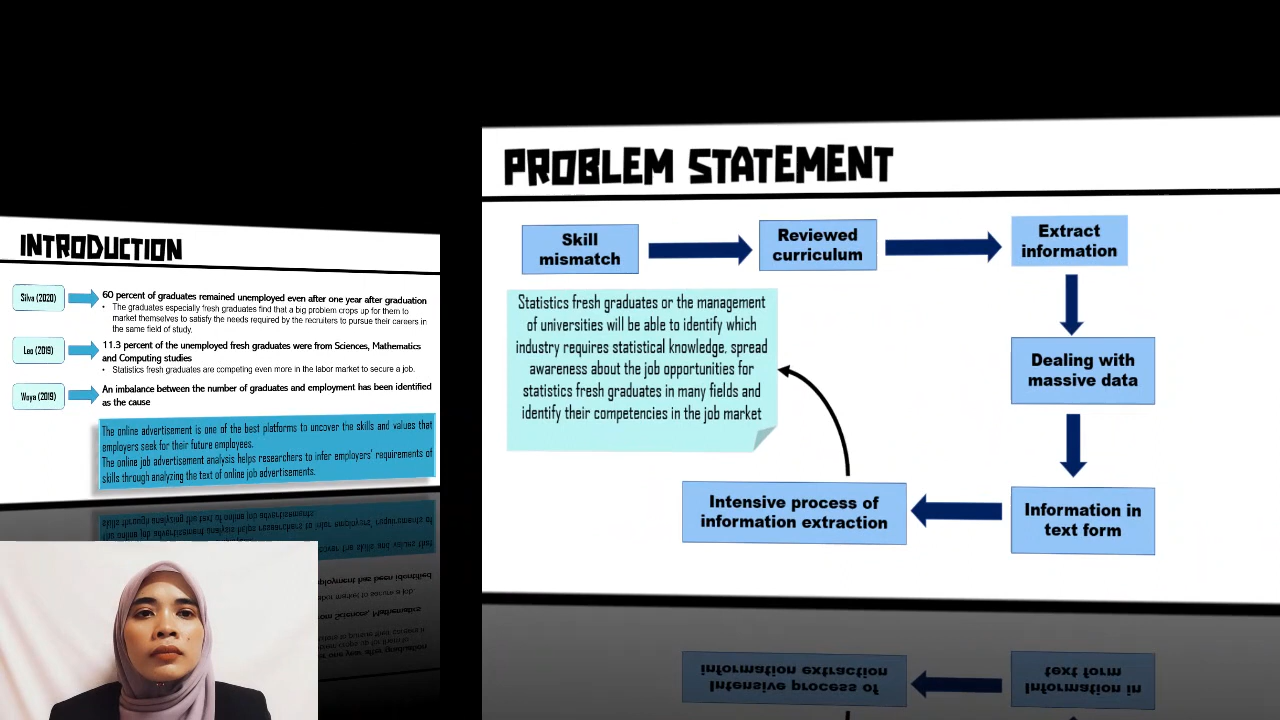 INTRODUCTION
Silva (2020)
60 percent of graduates remained unemployed even after one year after graduation
• The graduates especially fresh graduates find that a big problem crops up for them to
market themselves to satisfy the needs required by the recruiters to pursue their careers in
the same field of study.
Lee (2019)
11.3 percent of the unemployed fresh graduates were from Sciences, Mathematics
and Computing studies
• Statistics fresh graduates are competing even more in the labor market to secure a job.
An imbalance between the number of graduates and employment has been identified
as the cause
The online advertisement is one of the best platforms to uncover the skills and values that
employers seek for their future employees.
The online job advertisement analysis helps researchers to infer employers' requirements of
skills through analyzing the text of online job advertisements.
PROBLEM STATEMENT
Skill
mismatch
Reviewed
curriculum
Extract
information
Dealing with
massive data
Information in
text form
Intensive process of
information extraction
Statistics fresh graduates or the management
of universities will be able to identify which
industry requires statistical knowledge, spread
awareness about the job opportunities for
statistics fresh graduates in many fields and
identify their competencies in the job market